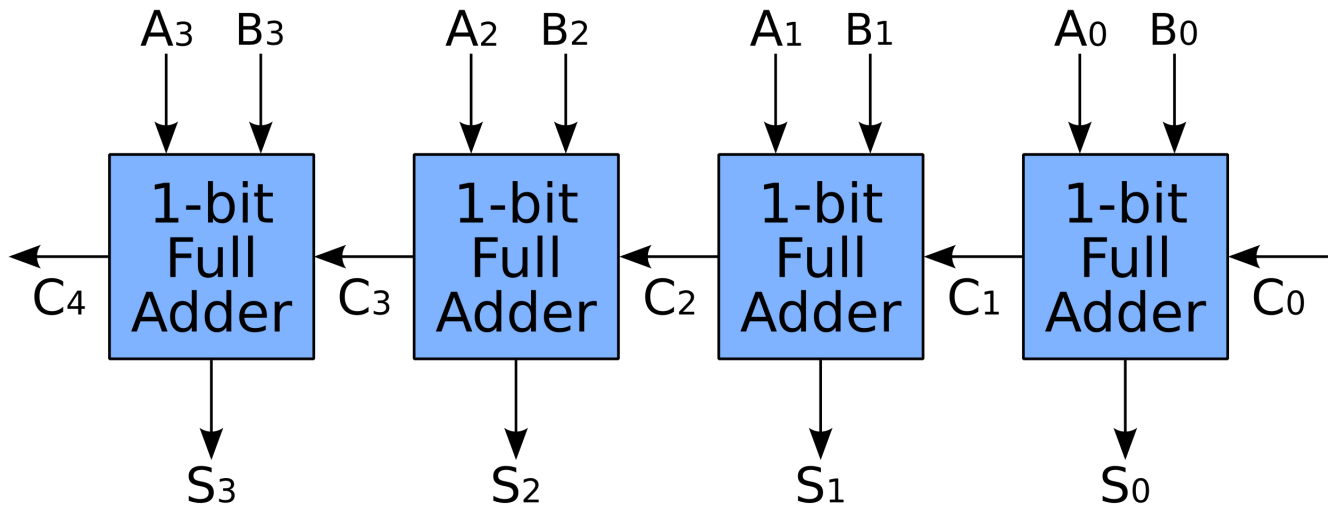 A3 B3 A2 B2 A1 B1 A0 B0
1-bit 1-bit 1-bit 1-bit
Full Full Full Full
Adder Adder Adder Adder
C4 C3 C2 C1 C0
S3 S2 S1 S0